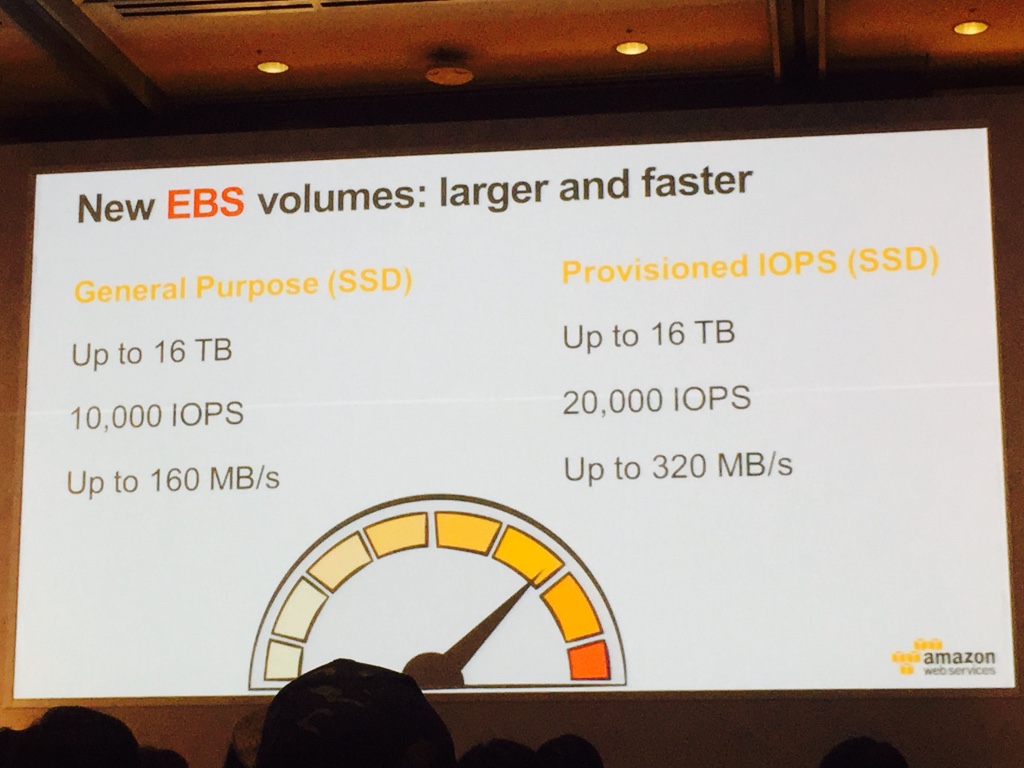 New EBS volumes: larger and faster
General Purpose (SSD)
Up to 16 TB
10,000 IOPS
Up to 160 MB/s
Provisioned IOPS (SSD)
Up to 16 TB
20,000 IOPS
Up to 320 MB/s
amazon
web services